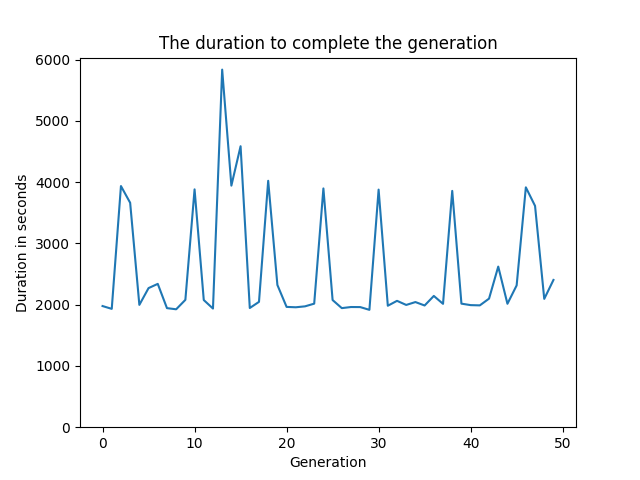 The duration to complete the generation
6000
5000
4000
3000
2000
1000
0
Duration in seconds
0 10 20 30 40 50
Generation